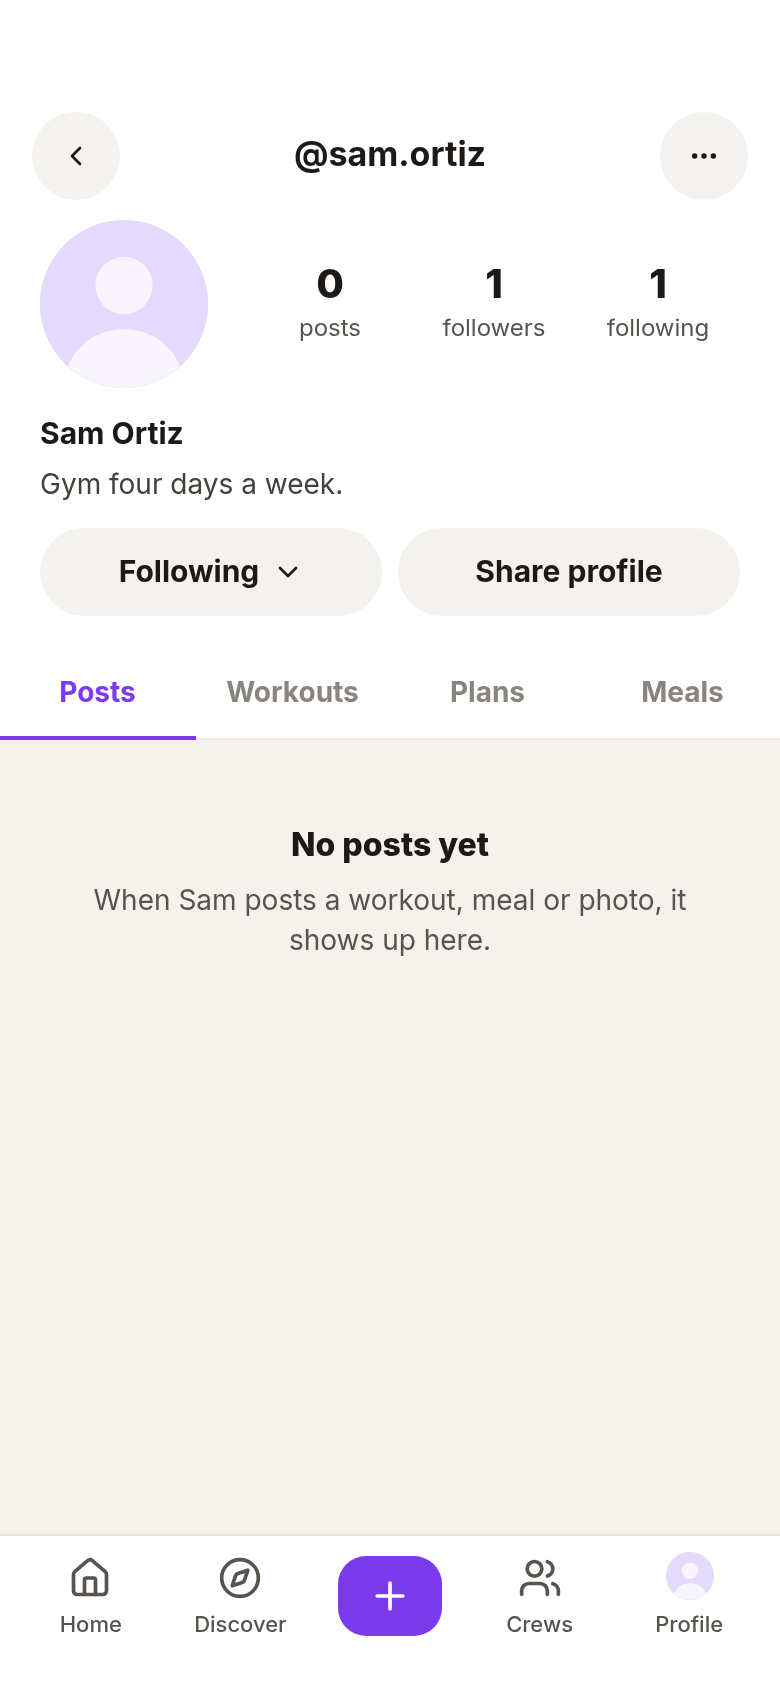 @sam.ortiz
0
posts
1
followers
1
following
Sam Ortiz
Gym four days a week.
Following
Share profile
Posts
Workouts
Plans
Meals
No posts yet
When Sam posts a workout, meal or photo, it
shows up here.
Home
Discover
Crews
Profile